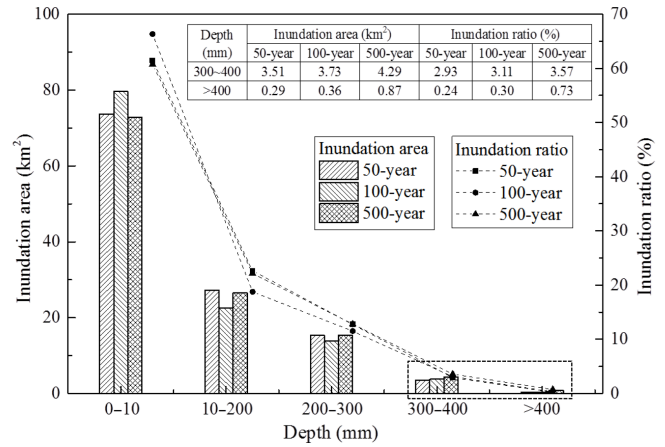 Depth (mm) Inundation area (km²) Inundation ratio (%)
50-year 100-year 500-year 50-year 100-year 500-year
300~400 3.51 3.73 4.29 2.93 3.11 3.57
>400 0.29 0.36 0.87 0.24 0.30 0.73
Inundation area
50-year
100-year
500-year
Inundation ratio
50-year
100-year
500-year
Inundation area (km²)
100
80
60
40
20
0
Inundation ratio (%)
70
60
50
40
30
20
10
0
0–10 10–200 200–300 300–400 >400
Depth (mm)